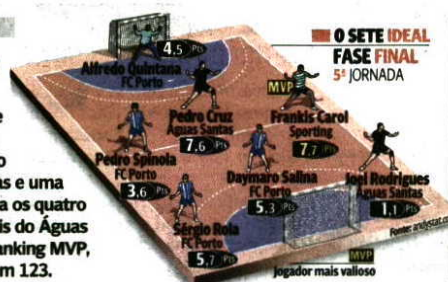 O SETE IDEAL
FASE FINAL
5ª JORNADA
4.5 Pts
Alfredo Quintana
FC Porto
MVP
Pedro Cruz
Águas Santas
7.6 Pts
Frankis Carol
Sporting
7.7 Pts
Pedro Spínola
FC Porto
3.6 Pts
Daymaro Salina
FC Porto
5.3 Pts
Joel Rodrigues
Águas Santas
1.1 Pts
Sérgio Rola
FC Porto
5.7 Pts
Fonte: andystat.com
MVP
Jogador mais valioso
e
o
as e uma
a os quatro
is do Águas
anking MVP,
m 123.